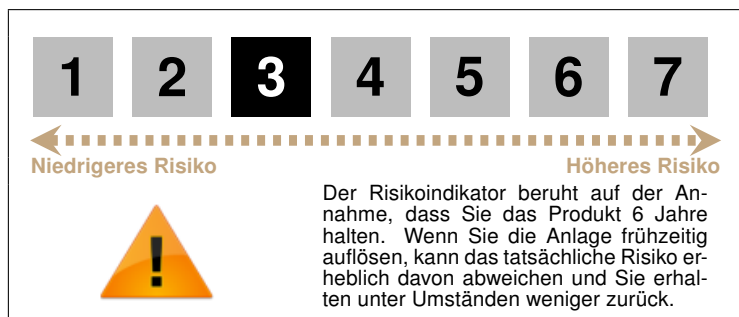 1 2 3 4 5 6 7
Niedrigeres Risiko Höheres Risiko
Der Risikoindikator beruht auf der An-
nahme, dass Sie das Produkt 6 Jahre
halten. Wenn Sie die Anlage frühzeitig
auflösen, kann das tatsächliche Risiko er-
heblich davon abweichen und Sie erhal-
ten unter Umständen weniger zurück.